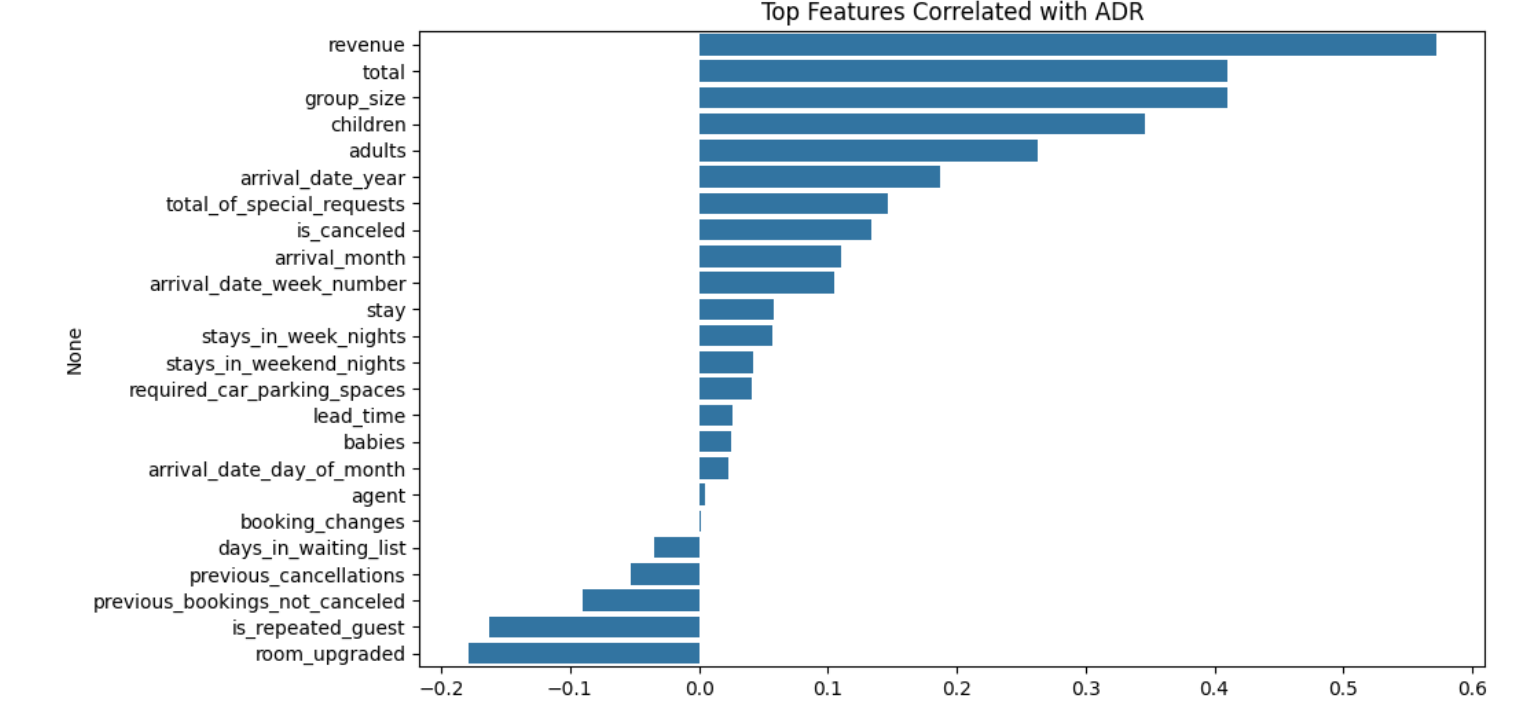 Top Features Correlated with ADR
revenue
total
group_size
children
adults
arrival_date_year
total_of_special_requests
is_canceled
arrival_month
arrival_date_week_number
stay
stays_in_week_nights
stays_in_weekend_nights
required_car_parking_spaces
lead_time
babies
arrival_date_day_of_month
agent
booking_changes
days_in_waiting_list
previous_cancellations
previous_bookings_not_canceled
is_repeated_guest
room_upgraded
None
−0.2 −0.1 0.0 0.1 0.2 0.3 0.4 0.5 0.6